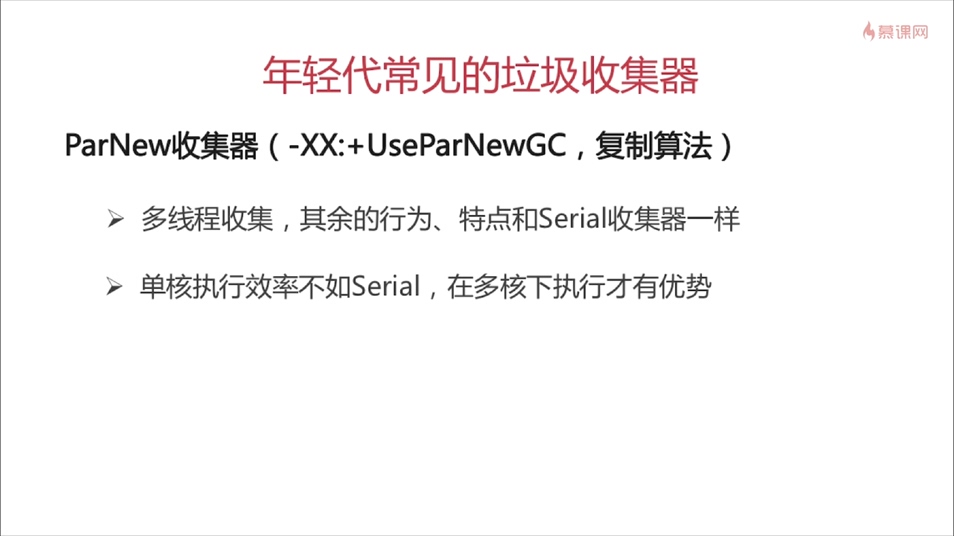 慕课网
年轻代常见的垃圾收集器
ParNew收集器（-XX:+UseParNewGC，复制算法）
➢ 多线程收集，其余的行为、特点和Serial收集器一样
➢ 单核执行效率不如Serial，在多核下执行才有优势